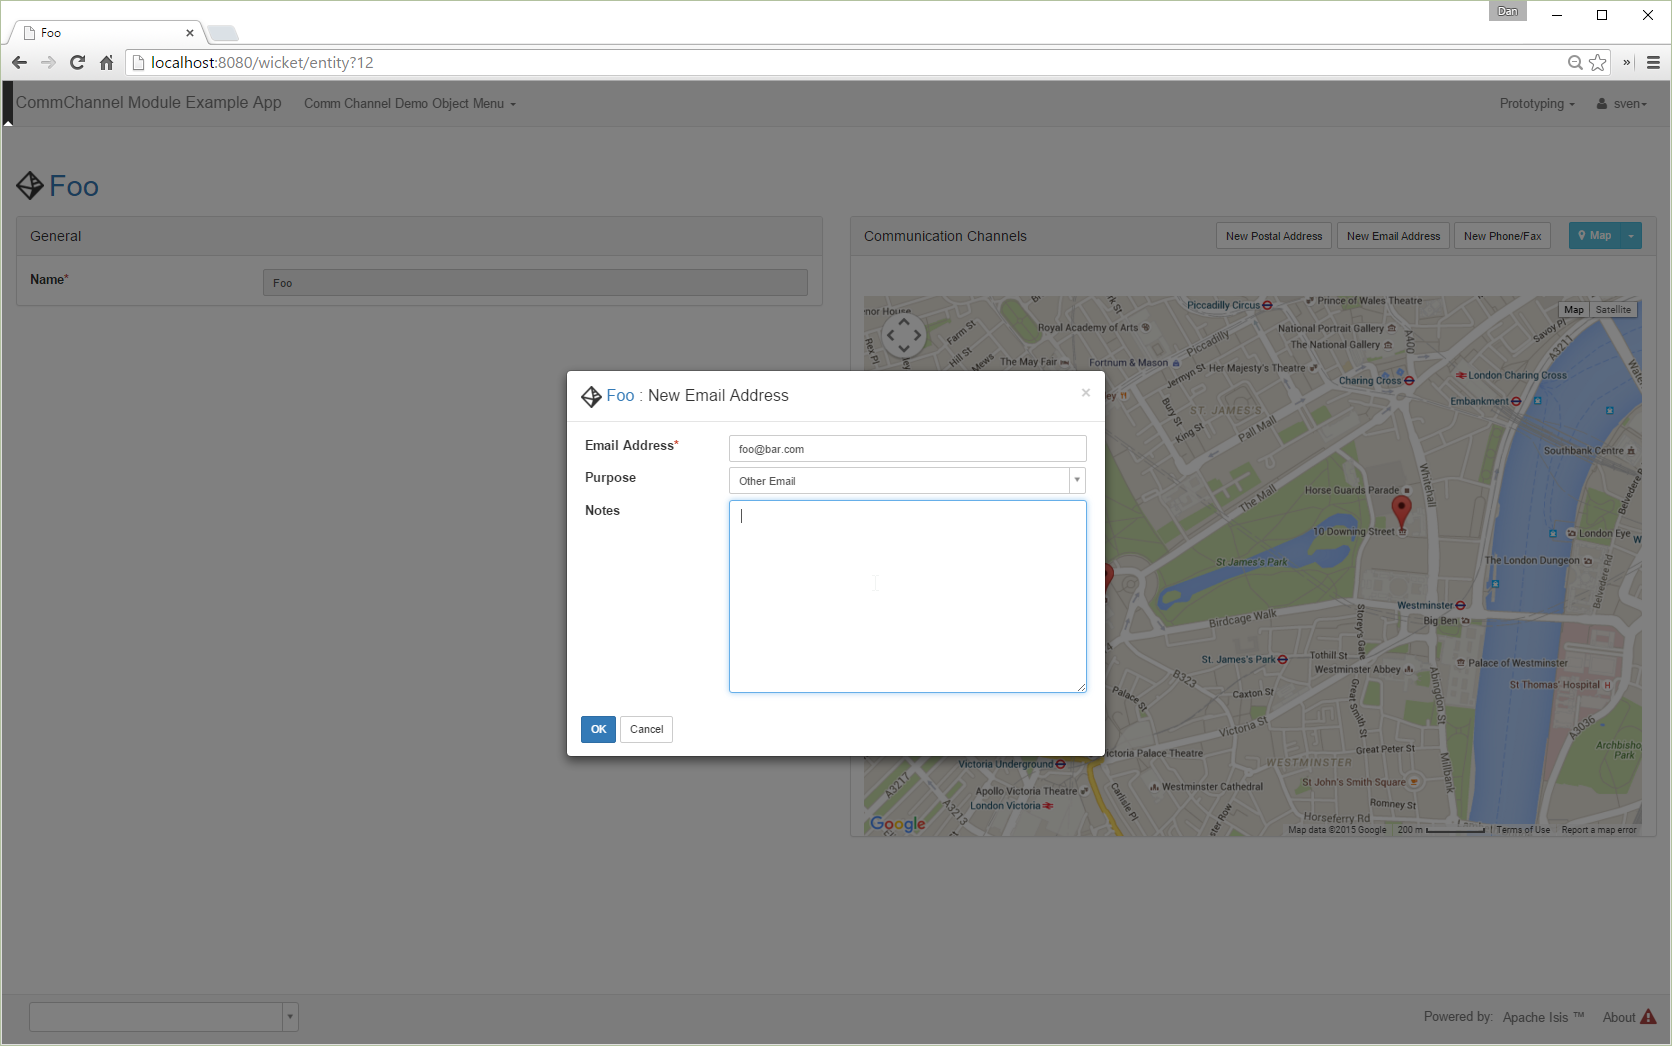 Dan
Foo
localhost:8080/wicket/entity?12
CommChannel Module Example App
Comm Channel Demo Object Menu
Prototyping
sven
Foo
General
Name*
Foo
Communication Channels
New Postal Address
New Email Address
New Phone/Fax
Map
Foo : New Email Address
Email Address*
foo@bar.com
Purpose
Other Email
Notes
OK
Cancel
Map
Satellite
Piccadilly Circus
Prince of Wales Theatre
Royal Academy of Arts
National Portrait Gallery
The National Gallery
A400
Savoy Pl
A3211
Farm St
Hill St
Mews
Rex Pl
The May Fair
Fortnum & Mason
Piccadilly
Jermyn St
Her Majesty's Theatre
Charing Cross
London Charing Cross
Embankment
Bury St
King St
ST. JAMES'S
Pall Mall
Southbank Centre
Whitehall
The Mall
Horse Guards Parade
10 Downing Street
London Eye
The London Dungeon
St James's Park
Belvedere Rd
Birdcage Walk
Westminster
Big Ben
Storey's Gate
St. James's Park
Tothill St
Westminster Abbey
Palace of Westminster
B323
Caxton St
St Thomas' Hospital
Palace St
Great Smith St
Abingdon St
Victoria St
A3036
Great Peter St
Millbank
Victoria Underground
ictoria Palace Theatre
WESTMINSTER
Archbisho
Park
A3217
Apollo Victoria Theatre
Westminster Cathedral
St John's Smith Square
London Victoria
Carlisle Pl
Romney St
A3213
Horseferry Rd
Google
Map data ©2015 Google
200 m
Terms of Use
Report a map error
Powered by:
Apache Isis ™
About